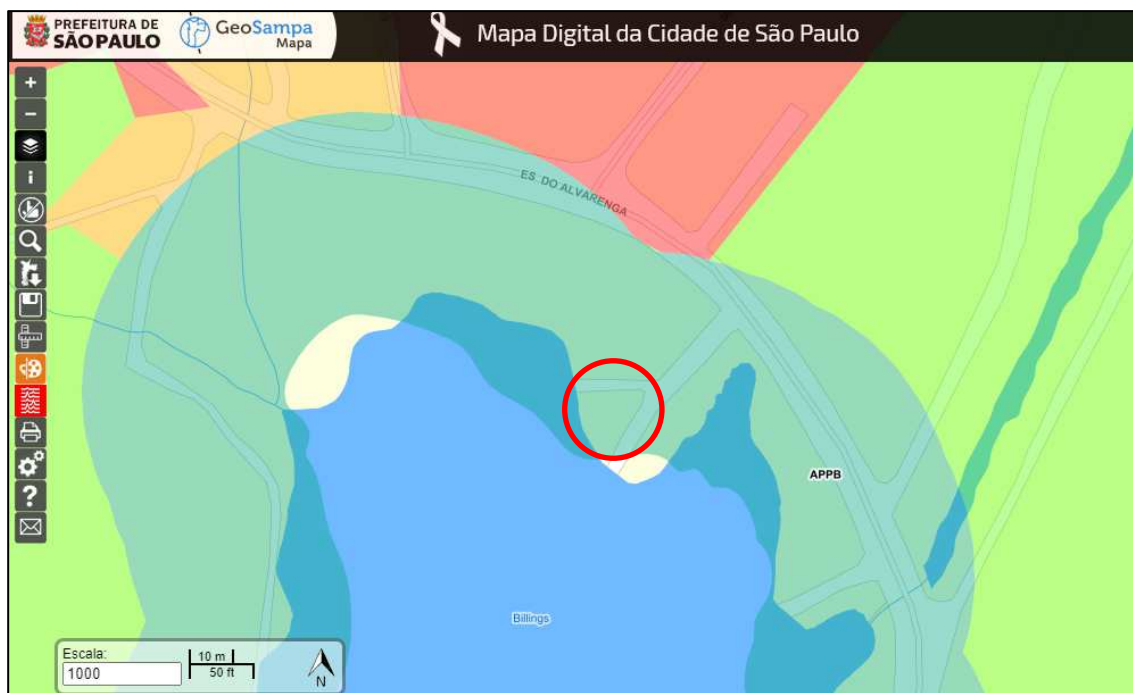 PREFEITURA DE
SÃO PAULO
GeoSampa
Mapa
Mapa Digital da Cidade de São Paulo
ES DO ALVARENGA
APPB
Billings
Escala:
1000
10 m
50 ft
N